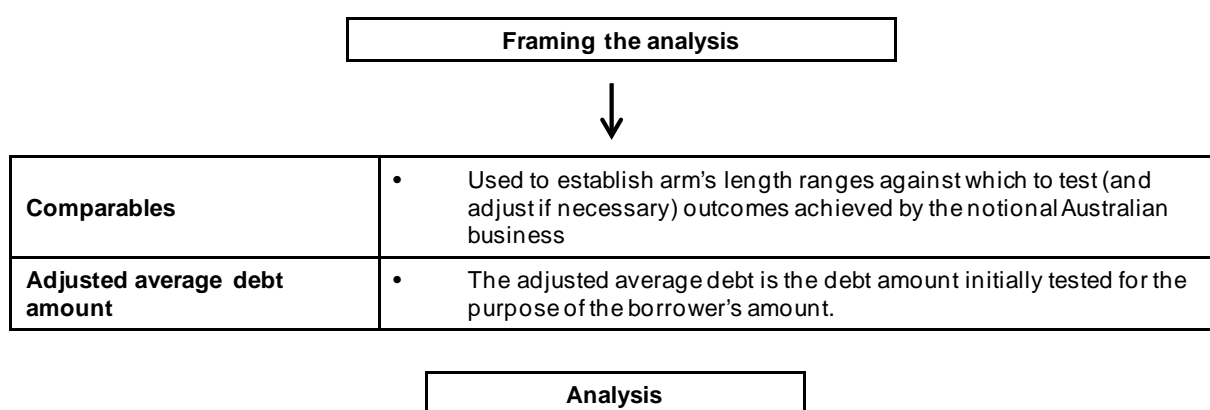 Framing the analysis
Comparables
• Used to establish arm's length ranges against which to test (and
adjust if necessary) outcomes achieved by the notional Australian
business
Adjusted average debt
amount
• The adjusted average debt is the debt amount initially tested for the
purpose of the borrower's amount.
Analysis